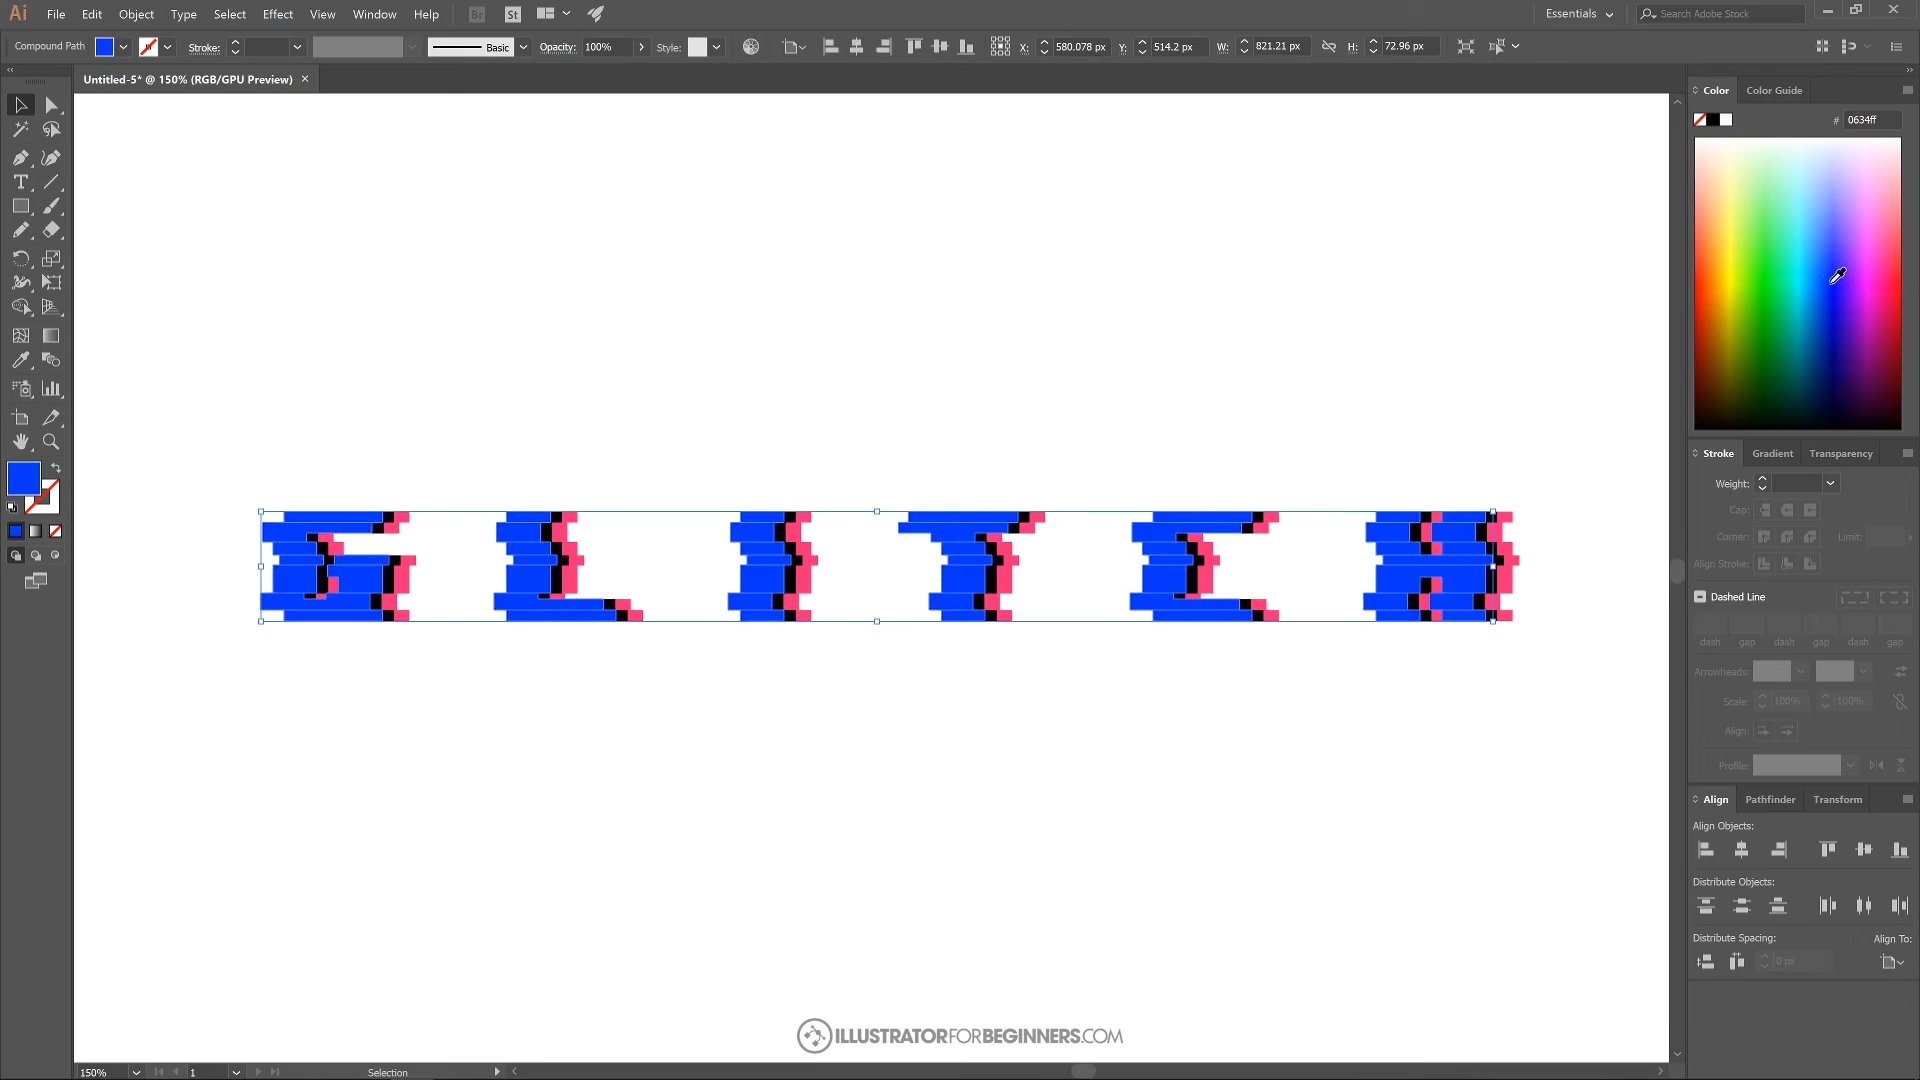 Ai File Edit Object Type Select Effect View Window Help Br St Essentials Search Adobe Stock
Compound Path Stroke: Basic Opacity: 100% Style: X: 580.078 px Y: 514.2 px W: 821.21 px H: 72.96 px
Untitled-5* @ 150% (RGB/GPU Preview)
Color Color Guide
# 0634ff
Stroke Gradient Transparency
Weight:
Cap:
Corner: Limit:
Align Stroke:
Dashed Line
dash gap dash gap dash gap
Arrowheads:
Scale: 100% 100%
Align:
Profile:
Align Pathfinder Transform
Align Objects:
Distribute Objects:
Distribute Spacing: Align To:
0 px
GLITCH
ILLUSTRATORFORBEGINNERS.COM
150% 1 Selection